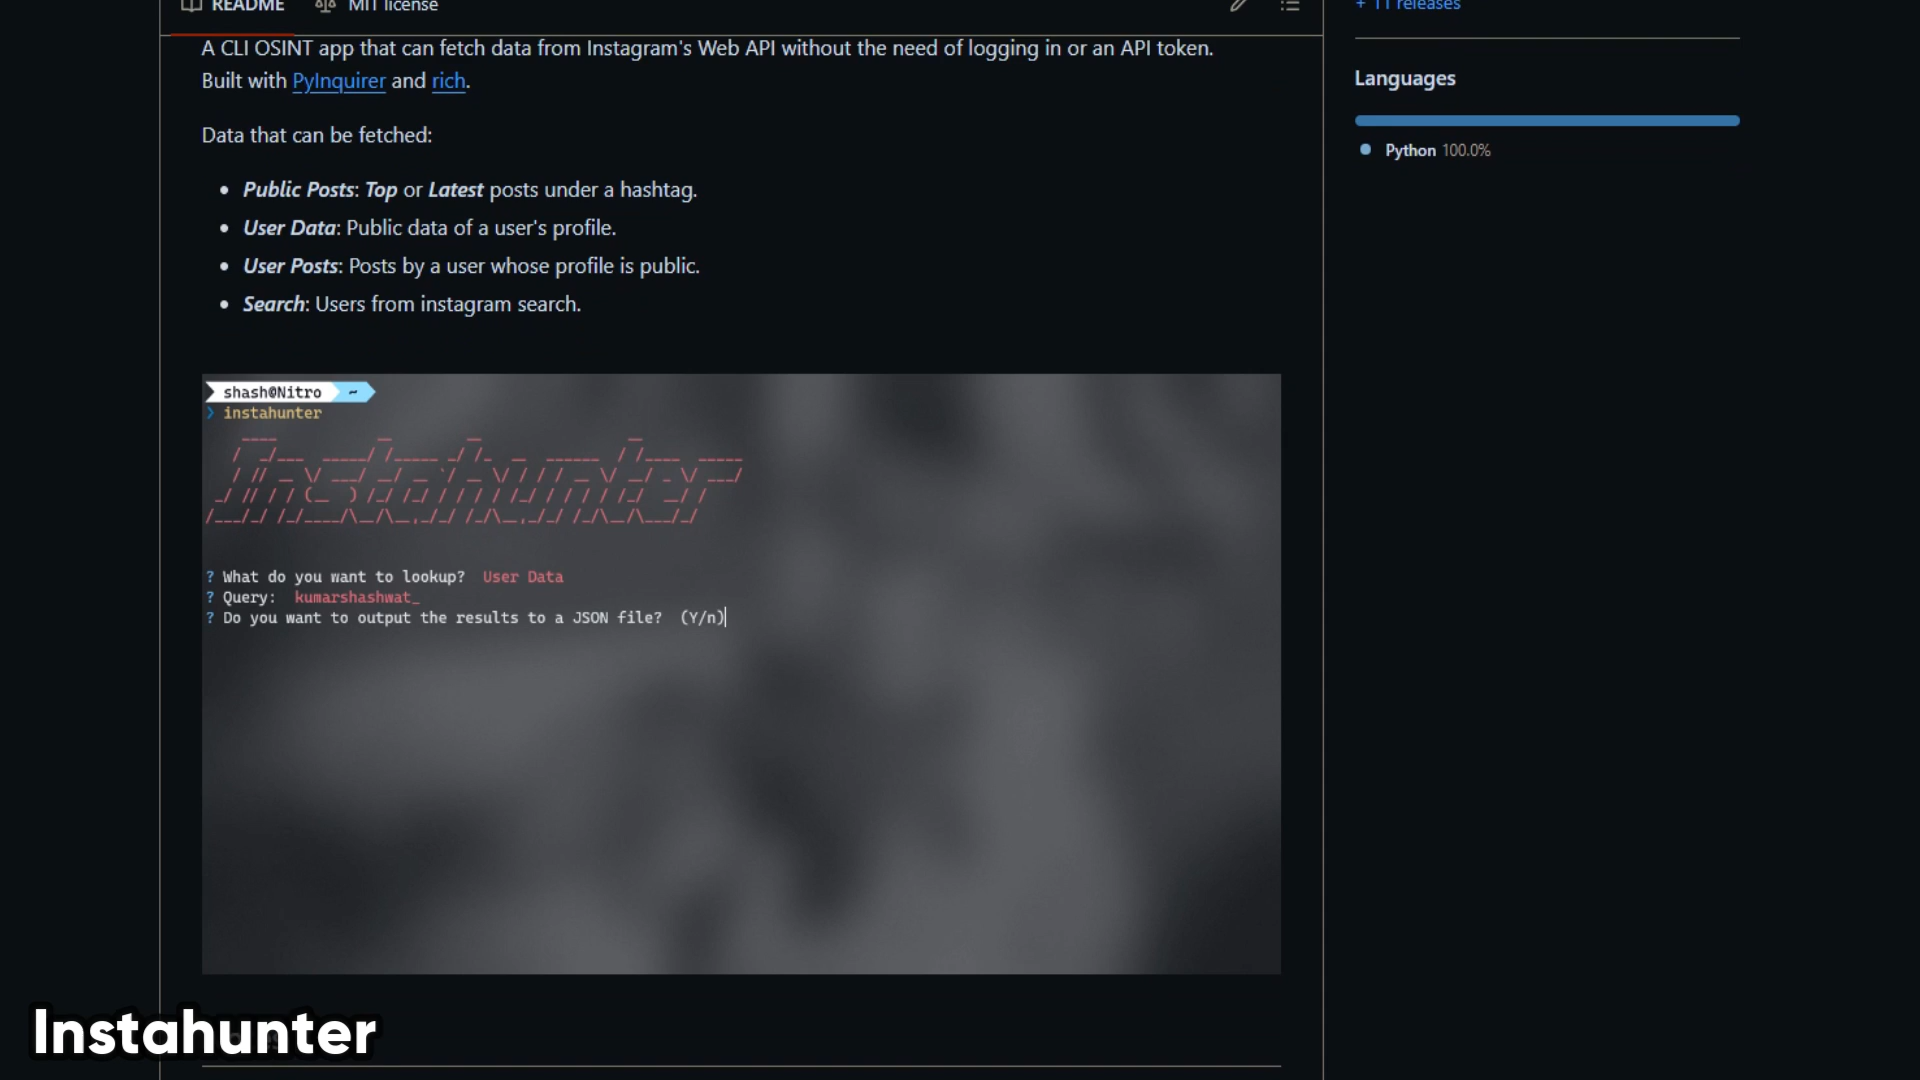 README
MIT license
+ 11 releases
A CLI OSINT app that can fetch data from Instagram's Web API without the need of logging in or an API token.
Built with PyInquirer and rich.
Data that can be fetched:
• Public Posts: Top or Latest posts under a hashtag.
• User Data: Public data of a user's profile.
• User Posts: Posts by a user whose profile is public.
• Search: Users from instagram search.
Languages
Python 100.0%
shash@Nitro ~
❯ instahunter
Instahunter
? What do you want to lookup? User Data
? Query: kumarshashwat_
? Do you want to output the results to a JSON file? (Y/n)
Instahunter